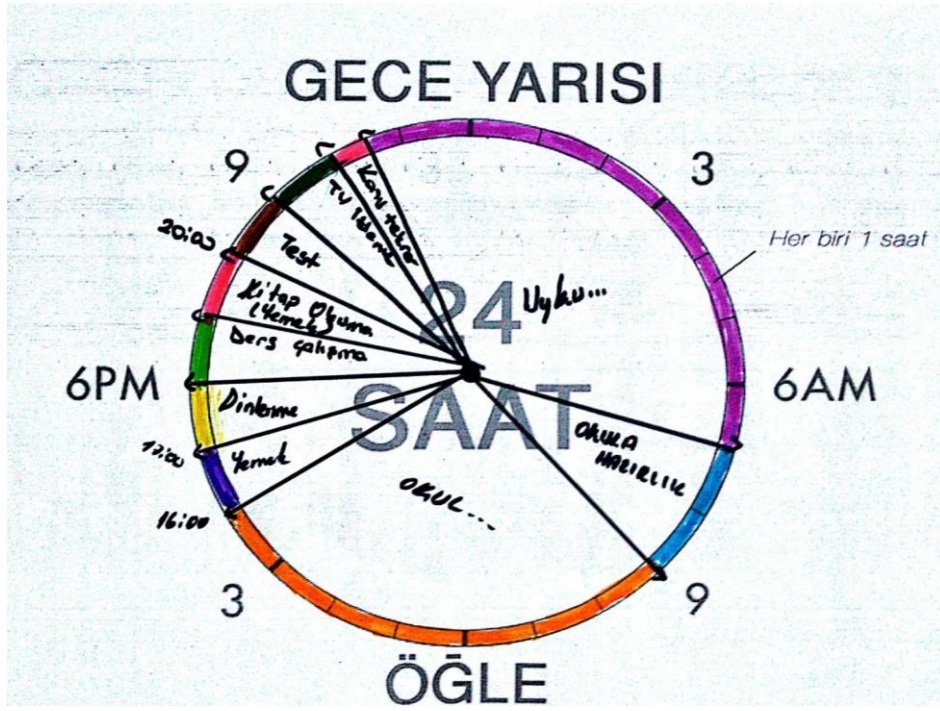 GECE YARISI
9
3
Her biri 1 saat
Konu tekrar
TV izleme
Test
20:00
Kitap Okuma
(Yemek)
Ders çalışma
24
SAAT
Uyku...
6PM
6AM
Dinlenme
17:00
Yemek
OKULA
HAZIRLIK
OKUL...
16:00
3
9
ÖĞLE